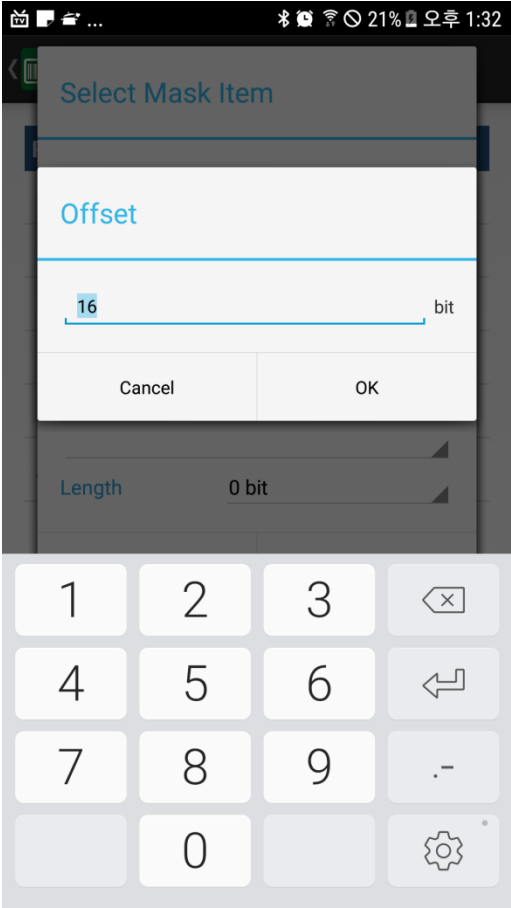 ... 21% 오후 1:32
Select Mask Item
Offset
16 bit
Cancel OK
Length 0 bit
1 2 3
4 5 6
7 8 9 .-
0